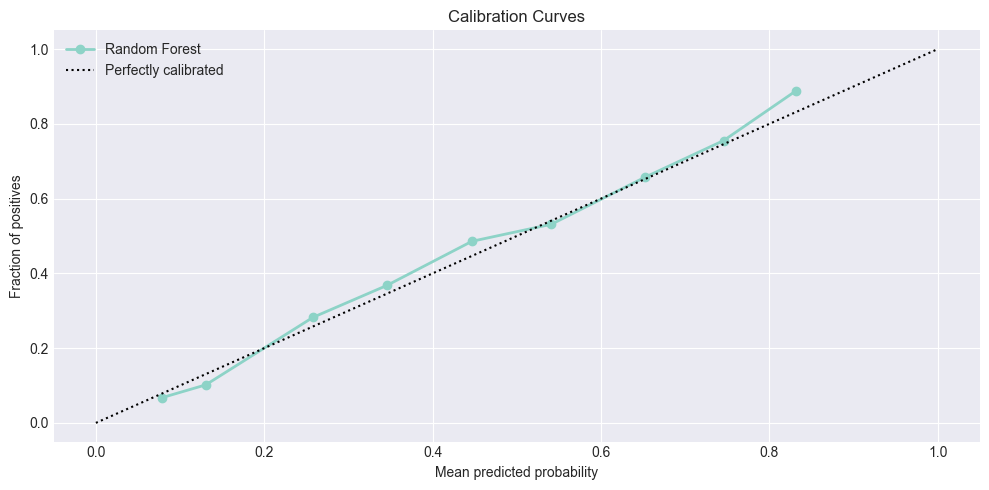 Calibration Curves
Random Forest
Perfectly calibrated
1.0
0.8
0.6
0.4
0.2
0.0
Fraction of positives
0.0 0.2 0.4 0.6 0.8 1.0
Mean predicted probability